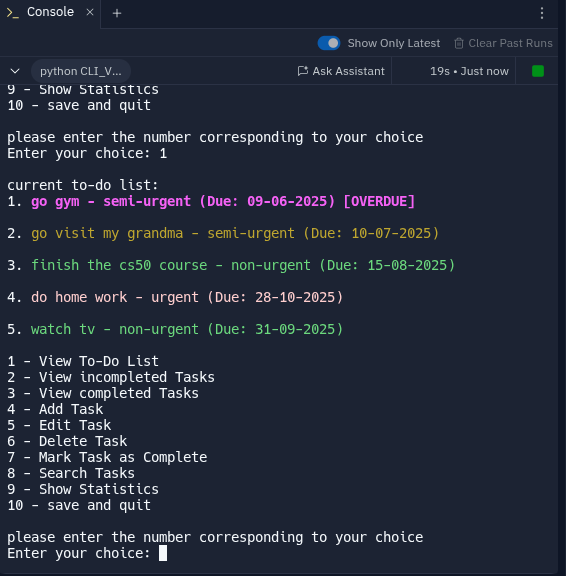 Console
Show Only Latest Clear Past Runs
python CLI_V... Ask Assistant 19s • Just now
9 - Show Statistics
10 - save and quit
please enter the number corresponding to your choice
Enter your choice: 1
current to-do list:
1. go gym - semi-urgent (Due: 09-06-2025) [OVERDUE]
2. go visit my grandma - semi-urgent (Due: 10-07-2025)
3. finish the cs50 course - non-urgent (Due: 15-08-2025)
4. do home work - urgent (Due: 28-10-2025)
5. watch tv - non-urgent (Due: 31-09-2025)
1 - View To-Do List
2 - View incompleted Tasks
3 - View completed Tasks
4 - Add Task
5 - Edit Task
6 - Delete Task
7 - Mark Task as Complete
8 - Search Tasks
9 - Show Statistics
10 - save and quit
please enter the number corresponding to your choice
Enter your choice: